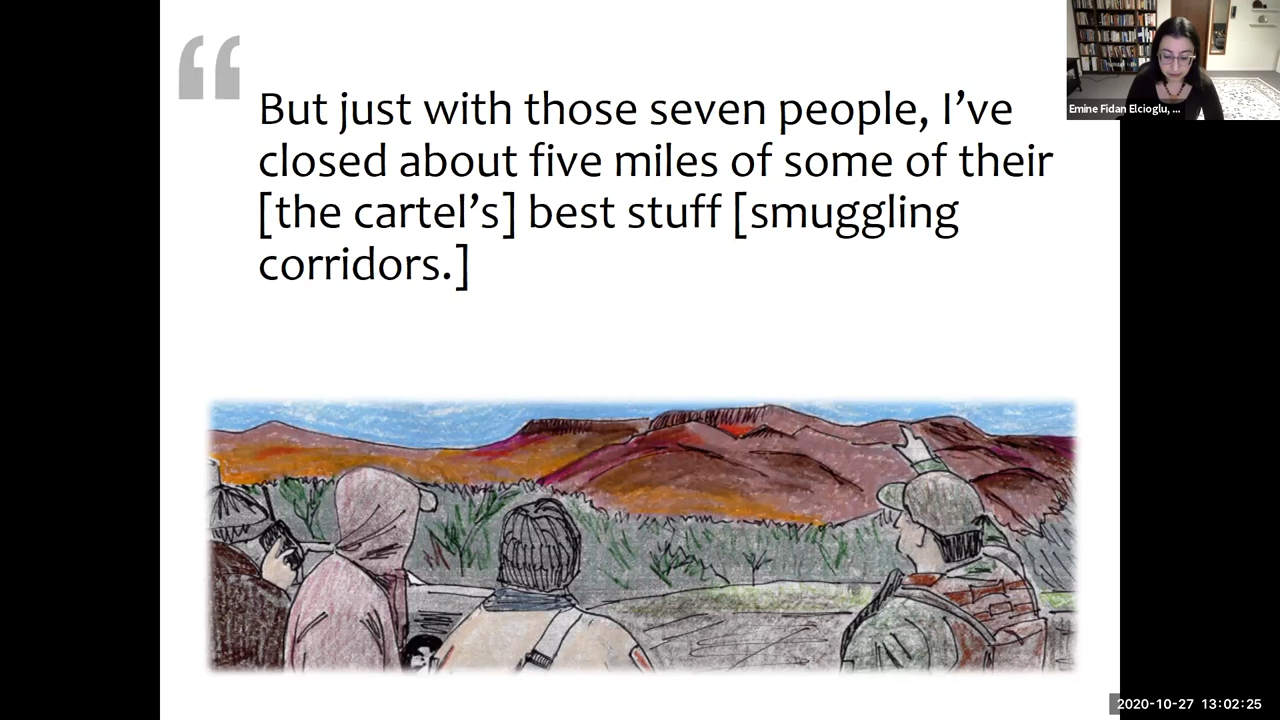 “
But just with those seven people, I’ve
closed about five miles of some of their
[the cartel’s] best stuff [smuggling
corridors.]
Emine Fidan Elcioglu, ...
2020-10-27 13:02:25